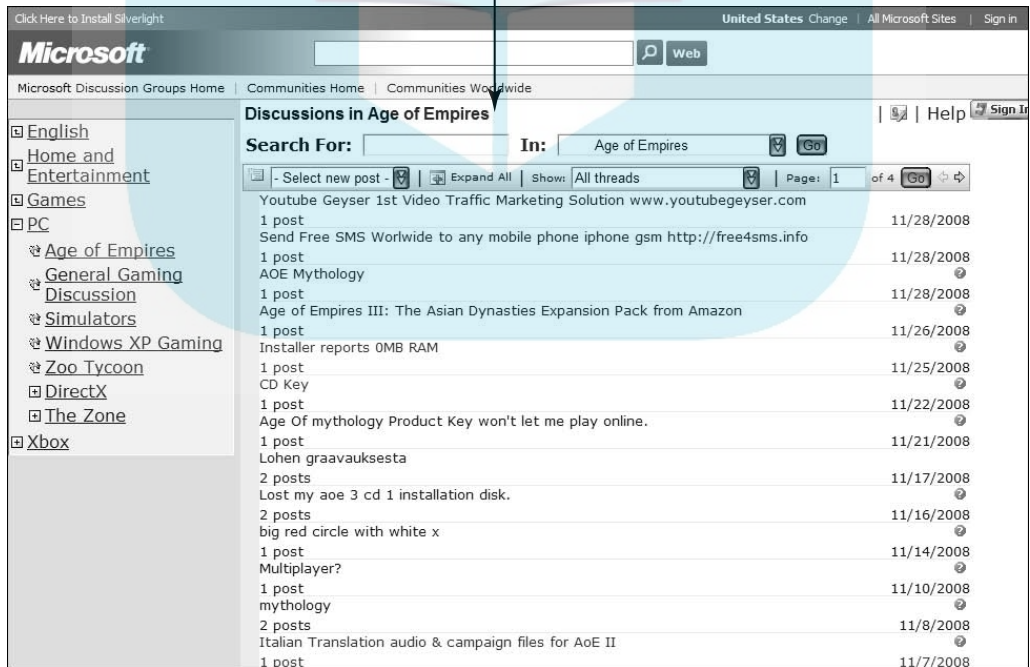 Click Here to Install Silverlight
United States Change | All Microsoft Sites | Sign in
Microsoft
Web
Microsoft Discussion Groups Home | Communities Home | Communities Worldwide
English
Home and
Entertainment
Games
PC
Age of Empires
General Gaming
Discussion
Simulators
Windows XP Gaming
Zoo Tycoon
DirectX
The Zone
Xbox
Discussions in Age of Empires
| Help Sign In
Search For: In: Age of Empires Go
- Select new post - | Expand All | Show: All threads | Page: 1 of 4 Go
Youtube Geyser 1st Video Traffic Marketing Solution www.youtubegeyser.com
1 post 11/28/2008
Send Free SMS Worlwide to any mobile phone iphone gsm http://free4sms.info
1 post 11/28/2008
AOE Mythology
1 post 11/28/2008
Age of Empires III: The Asian Dynasties Expansion Pack from Amazon
1 post 11/26/2008
Installer reports 0MB RAM
1 post 11/25/2008
CD Key
1 post 11/22/2008
Age Of mythology Product Key won't let me play online.
1 post 11/21/2008
Lohen graavauksesta
2 posts 11/17/2008
Lost my aoe 3 cd 1 installation disk.
2 posts 11/16/2008
big red circle with white x
1 post 11/14/2008
Multiplayer?
1 post 11/10/2008
mythology
2 posts 11/8/2008
Italian Translation audio & campaign files for AoE II
1 post 11/7/2008